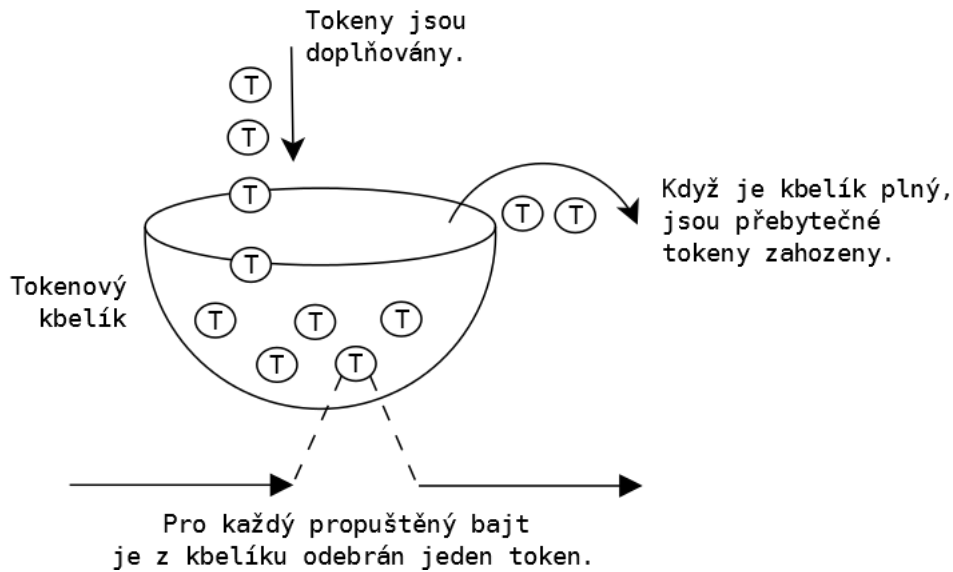 Tokeny jsou
doplňovány.
T
T
T
T
T
T
Když je kbelík plný,
jsou přebytečné
tokeny zahozeny.
Tokenový
kbelík
T
T
T
T
T
Pro každý propuštěný bajt
je z kbelíku odebrán jeden token.